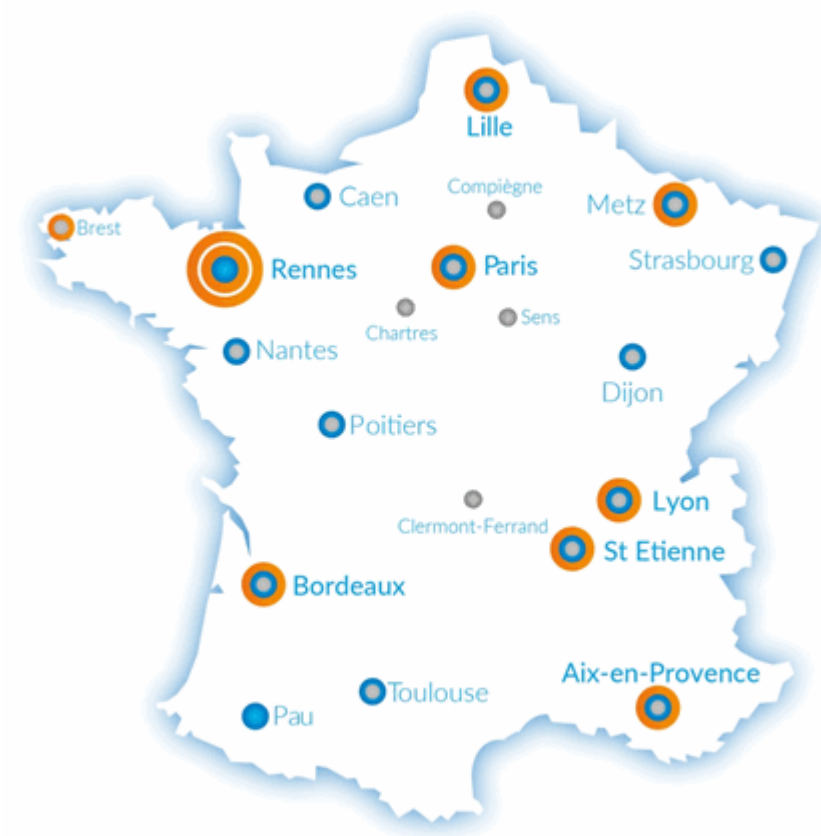 Lille
Compiègne
Caen
Metz
Brest
Rennes
Paris
Strasbourg
Chartres
Sens
Nantes
Dijon
Poitiers
Lyon
Clermont-Ferrand
St Etienne
Bordeaux
Aix-en-Provence
Toulouse
Pau